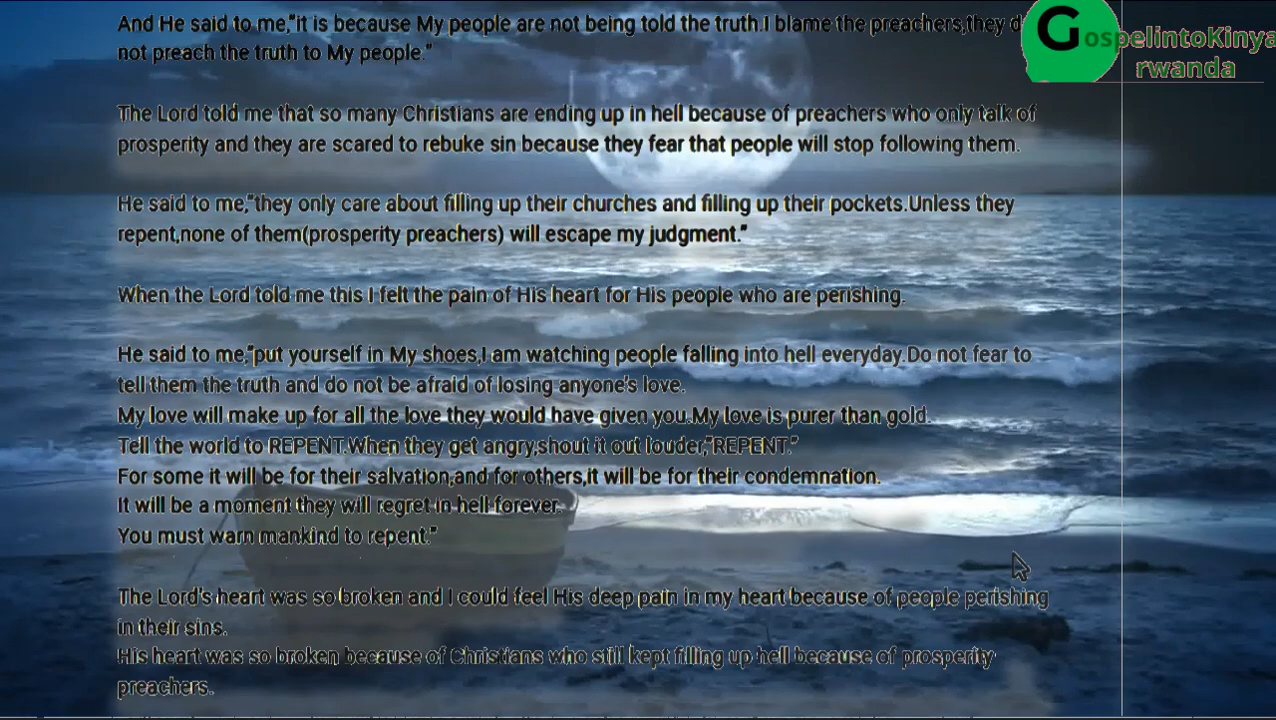 And He said to me,"it is because My people are not being told the truth.I blame the preachers,they d
not preach the truth to My people."
GospelintoKinya
rwanda
The Lord told me that so many Christians are ending up in hell because of preachers who only talk of
prosperity and they are scared to rebuke sin because they fear that people will stop following them.
He said to me,"they only care about filling up their churches and filling up their pockets.Unless they
repent,none of them(prosperity preachers) will escape my judgment."
When the Lord told me this I felt the pain of His heart for His people who are perishing.
He said to me,"put yourself in My shoes,I am watching people falling into hell everyday.Do not fear to
tell them the truth and do not be afraid of losing anyone's love.
My love will make up for all the love they would have given you.My love is purer than gold.
Tell the world to REPENT.When they get angry,shout it out louder,"REPENT."
For some it will be for their salvation,and for others,it will be for their condemnation.
It will be a moment they will regret in hell forever.
You must warn mankind to repent."
The Lord's heart was so broken and I could feel His deep pain in my heart because of people perishing
in their sins.
His heart was so broken because of Christians who still kept filling up hell because of prosperity
preachers.